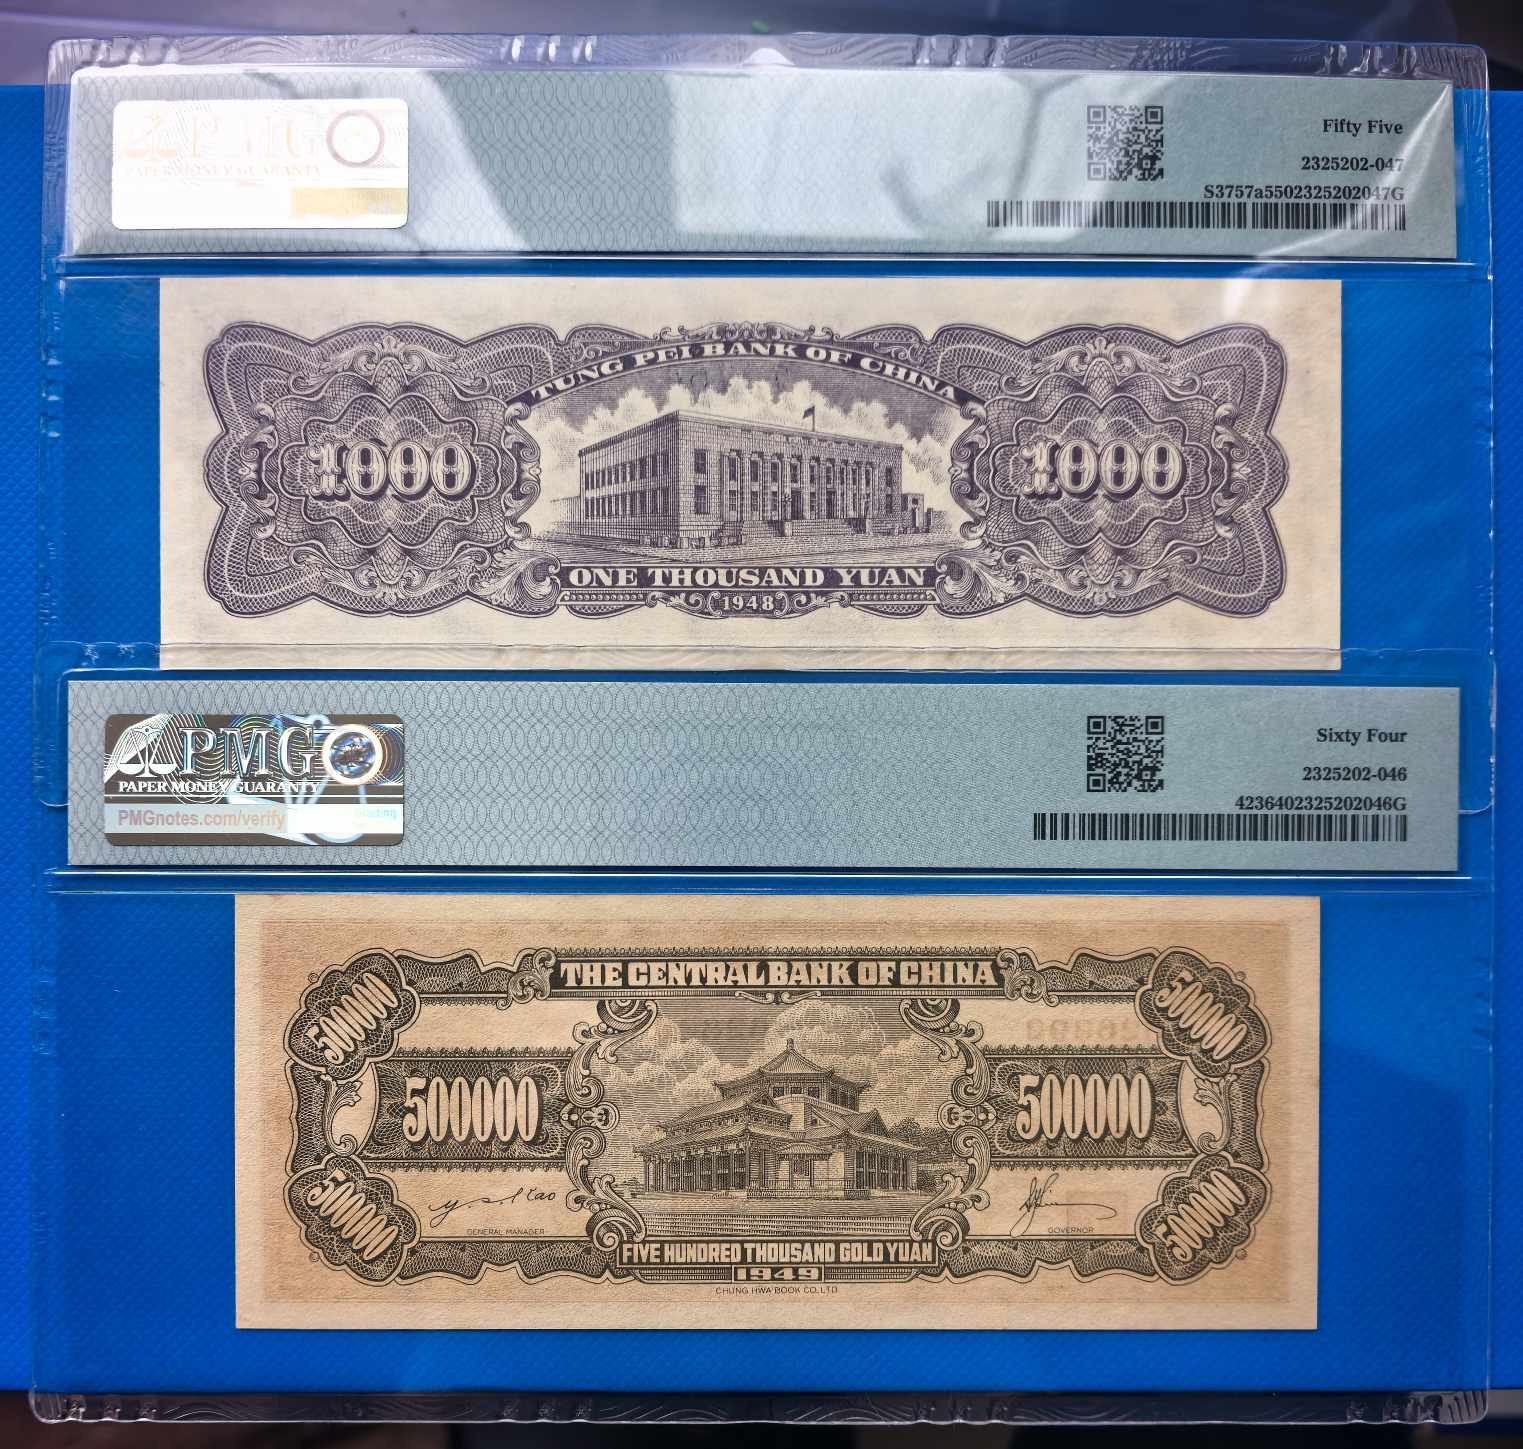 PMG
PAPER MONEY GUARANTY
Fifty Five
2325202-047
S3757a5502325202047G
TUNG PEI BANK OF CHINA
1000
1000
ONE THOUSAND YUAN
1948
PMG
PAPER MONEY GUARANTY
PMGnotes.com/verify
Sixty Four
2325202-046
4236402325202046G
THE CENTRAL BANK OF CHINA
500000
500000
500000
500000
GENERAL MANAGER
GOVERNOR
500000
500000
FIVE HUNDRED THOUSAND GOLD YUAN
1949
CHUNG HWA BOOK CO., LTD